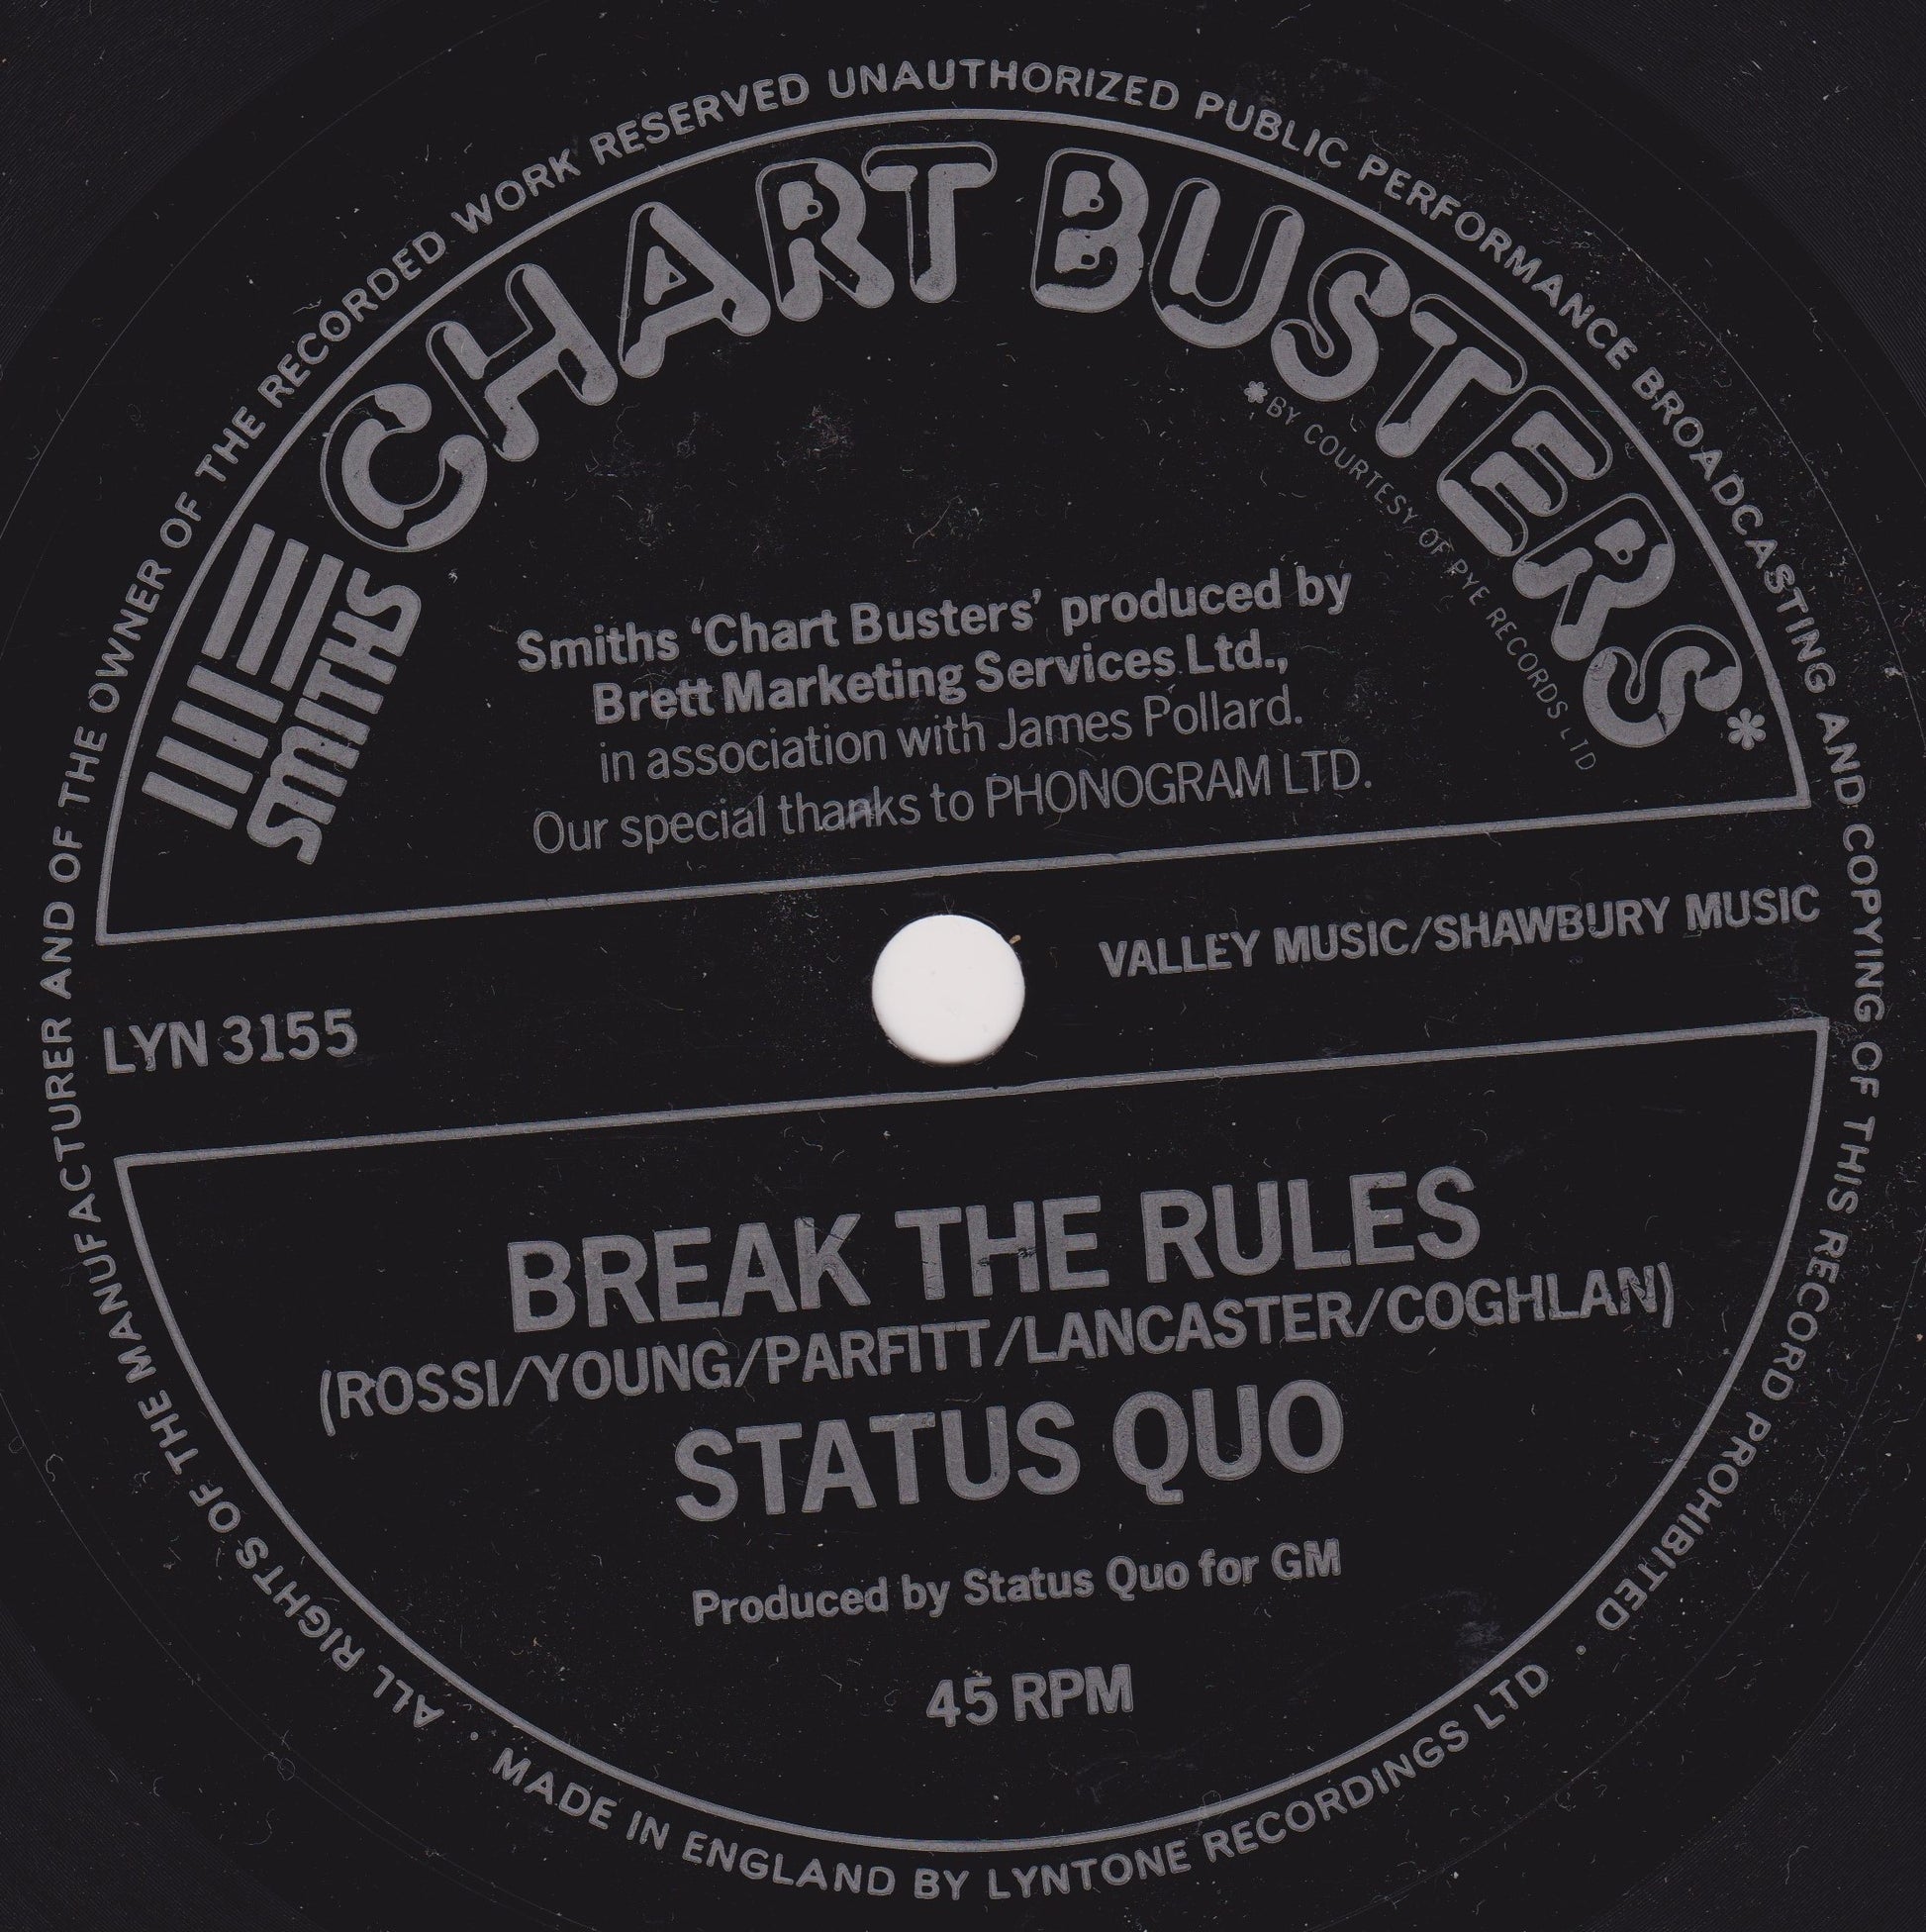 ALL RIGHTS OF THE MANUFACTURER AND OF THE OWNER OF THE RECORDED WORK RESERVED UNAUTHORIZED PUBLIC PERFORMANCE BROADCASTING AND COPYING OF THIS RECORD PROHIBITED ·
SMITHS
CHART BUSTERS*
*BY COURTESY OF PYE RECORDS LTD
Smiths ‘Chart Busters’ produced by
Brett Marketing Services Ltd.,
in association with James Pollard.
Our special thanks to PHONOGRAM LTD.
VALLEY MUSIC/SHAWBURY MUSIC
LYN 3155
BREAK THE RULES
(ROSSI/YOUNG/PARFITT/LANCASTER/COGHLAN)
STATUS QUO
Produced by Status Quo for GM
45 RPM
· MADE IN ENGLAND BY LYNTONE RECORDINGS LTD